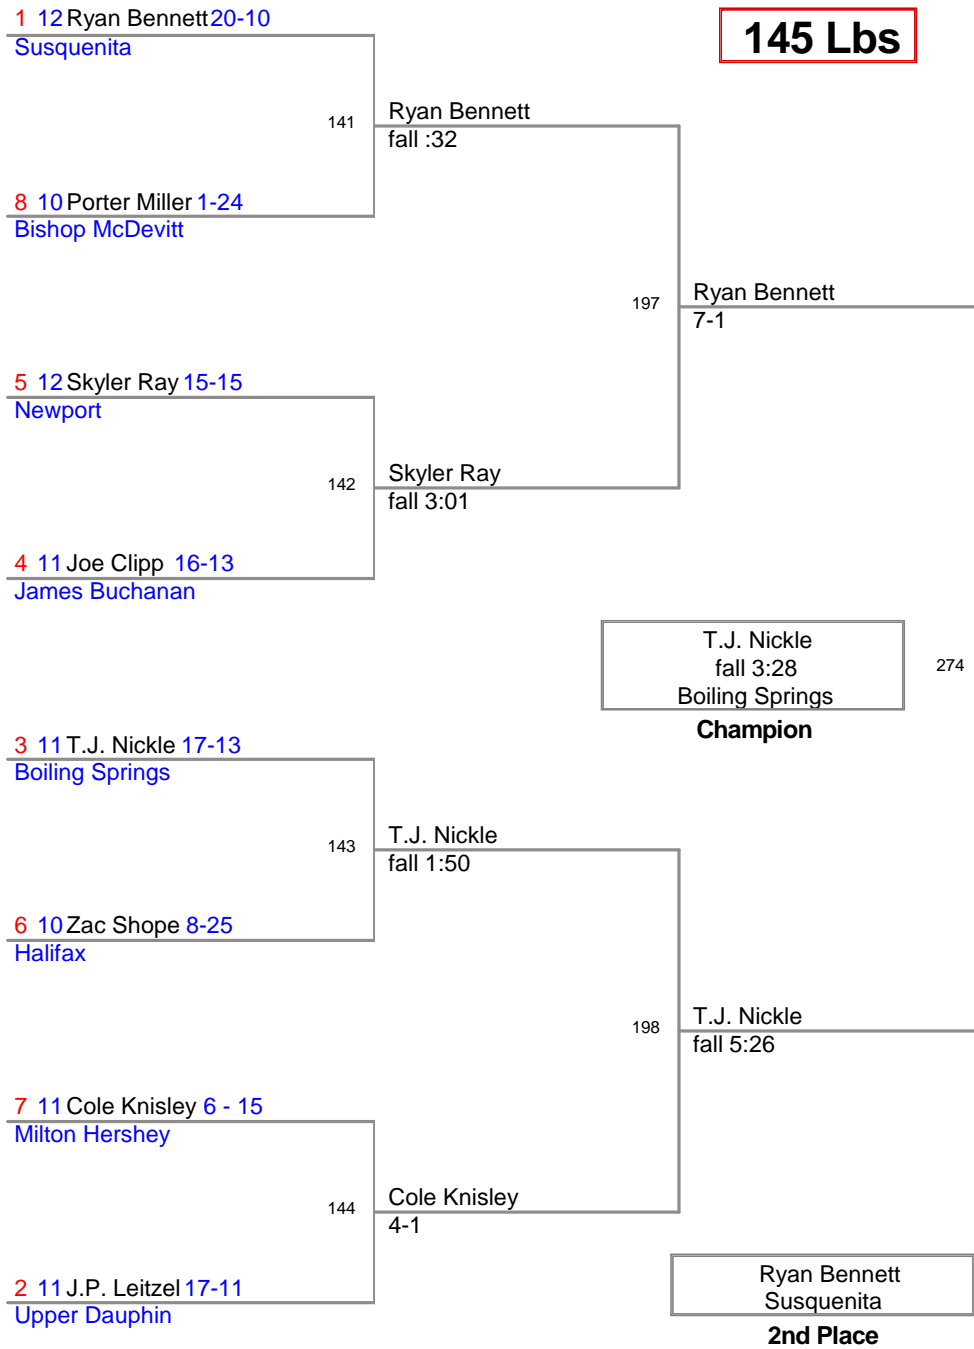 1 12 Ryan Bennett 20-10
Susquenita
145 Lbs
141
Ryan Bennett
fall :32
8 10 Porter Miller 1-24
Bishop McDevitt
197
Ryan Bennett
7-1
5 12 Skyler Ray 15-15
Newport
142
Skyler Ray
fall 3:01
4 11 Joe Clipp 16-13
James Buchanan
T.J. Nickle
fall 3:28
Boiling Springs
274
Champion
3 11 T.J. Nickle 17-13
Boiling Springs
143
T.J. Nickle
fall 1:50
6 10 Zac Shope 8-25
Halifax
198
T.J. Nickle
fall 5:26
7 11 Cole Knisley 6 - 15
Milton Hershey
144
Cole Knisley
4-1
2 11 J.P. Leitzel 17-11
Upper Dauphin
Ryan Bennett
Susquenita
2nd Place